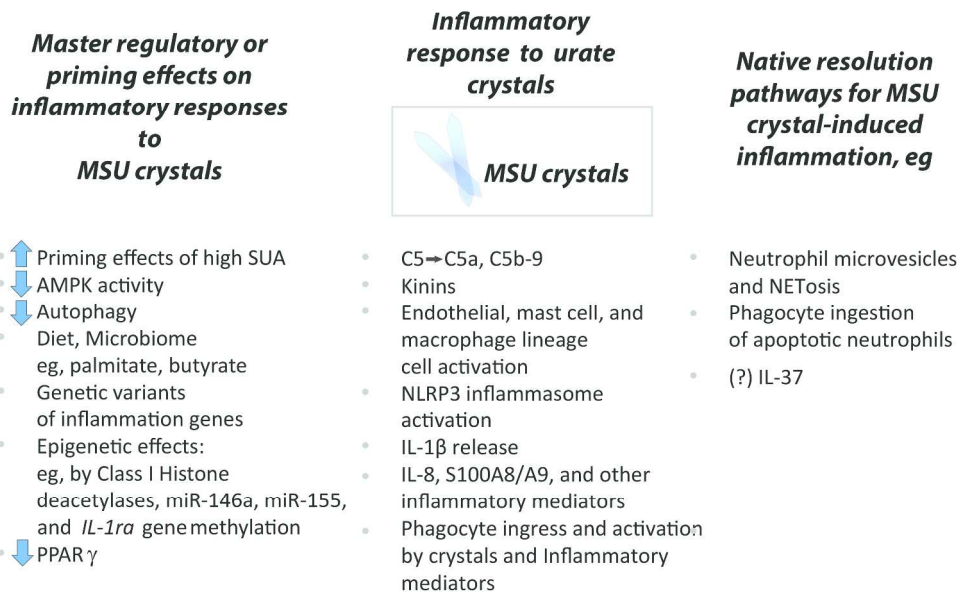 Master regulatory or
priming effects on
inflammatory responses
to
MSU crystals
Priming effects of high SUA
AMPK activity
Autophagy
Diet, Microbiome
eg, palmitate, butyrate
Genetic variants
of inflammation genes
Epigenetic effects:
eg, by Class I Histone
deacetylases, miR-146a, miR-155,
and IL-1ra gene methylation
PPAR γ
Inflammatory
response to urate
crystals
MSU crystals
C5→C5a, C5b-9
Kinins
Endothelial, mast cell, and
macrophage lineage
cell activation
NLRP3 inflammasome
activation
IL-1β release
IL-8, S100A8/A9, and other
inflammatory mediators
Phagocyte ingress and activation
by crystals and Inflammatory
mediators
Native resolution
pathways for MSU
crystal-induced
inflammation, eg
Neutrophil microvesicles
and NETosis
Phagocyte ingestion
of apoptotic neutrophils
(?) IL-37